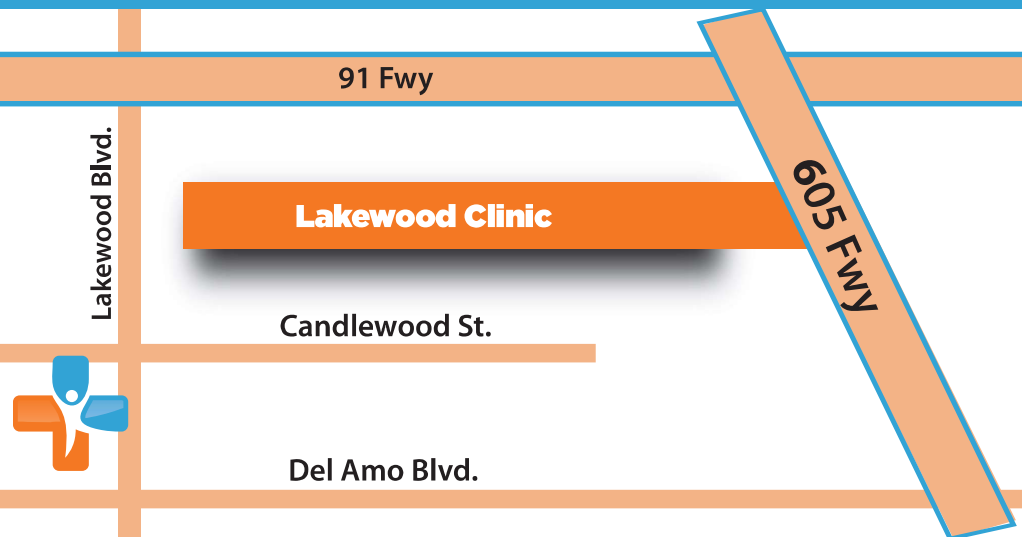 91 Fwy
Lakewood Blvd.
605 Fwy
Lakewood Clinic
Candlewood St.
Del Amo Blvd.